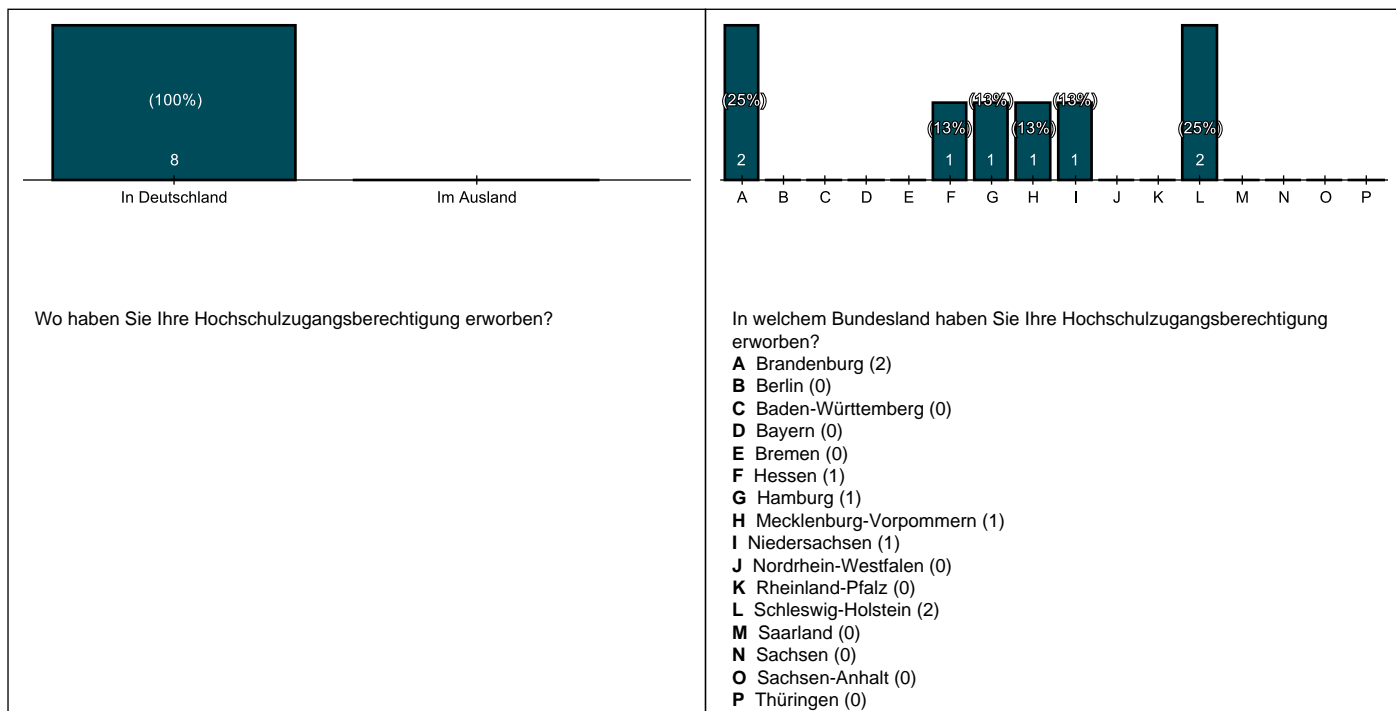 (100%)
8
In Deutschland Im Ausland
Wo haben Sie Ihre Hochschulzugangsberechtigung erworben?
(25%) (13%) (13%) (13%) (13%) (25%)
2 1 1 1 1 2
A B C D E F G H I J K L M N O P
In welchem Bundesland haben Sie Ihre Hochschulzugangsberechtigung
erworben?
A Brandenburg (2)
B Berlin (0)
C Baden-Württemberg (0)
D Bayern (0)
E Bremen (0)
F Hessen (1)
G Hamburg (1)
H Mecklenburg-Vorpommern (1)
I Niedersachsen (1)
J Nordrhein-Westfalen (0)
K Rheinland-Pfalz (0)
L Schleswig-Holstein (2)
M Saarland (0)
N Sachsen (0)
O Sachsen-Anhalt (0)
P Thüringen (0)